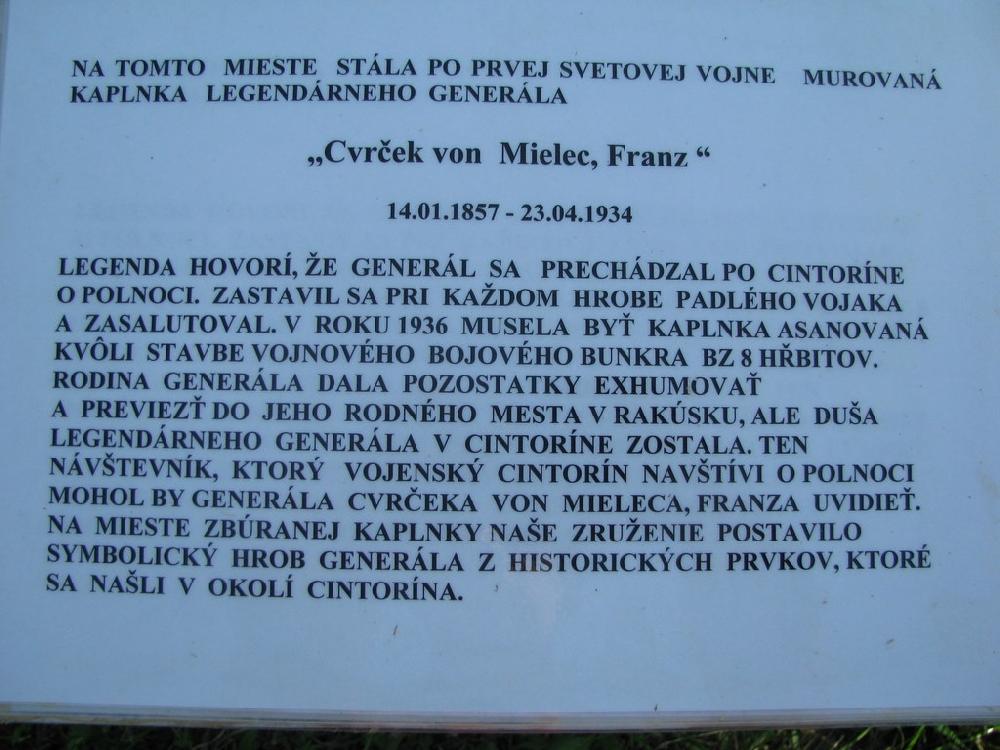 NA TOMTO MIESTE STÁLA PO PRVEJ SVETOVEJ VOJNE MUROVANÁ
KAPLNKA LEGENDÁRNEHO GENERÁLA
„Cvrček von Mielec, Franz “
14.01.1857 - 23.04.1934
LEGENDA HOVORÍ, ŽE GENERÁL SA PRECHÁDZAL PO CINTORÍNE
O POLNOCI. ZASTAVIL SA PRI KAŽDOM HROBE PADLÉHO VOJAKA
A ZASALUTOVAL. V ROKU 1936 MUSELA BYŤ KAPLNKA ASANOVANÁ
KVÔLI STAVBE VOJNOVÉHO BOJOVÉHO BUNKRA BZ 8 HŘBITOV.
RODINA GENERÁLA DALA POZOSTATKY EXHUMOVAŤ
A PREVIEZŤ DO JEHO RODNÉHO MESTA V RAKÚSKU, ALE DUŠA
LEGENDÁRNEHO GENERÁLA V CINTORÍNE ZOSTALA. TEN
NÁVŠTEVNÍK, KTORÝ VOJENSKÝ CINTORÍN NAVŠTÍVI O POLNOCI
MOHOL BY GENERÁLA CVRČEKA VON MIELECA, FRANZA UVIDIEŤ.
NA MIESTE ZBÚRANEJ KAPLNKY NAŠE ZRUŽENIE POSTAVILO
SYMBOLICKÝ HROB GENERÁLA Z HISTORICKÝCH PRVKOV, KTORÉ
SA NAŠLI V OKOLÍ CINTORÍNA.